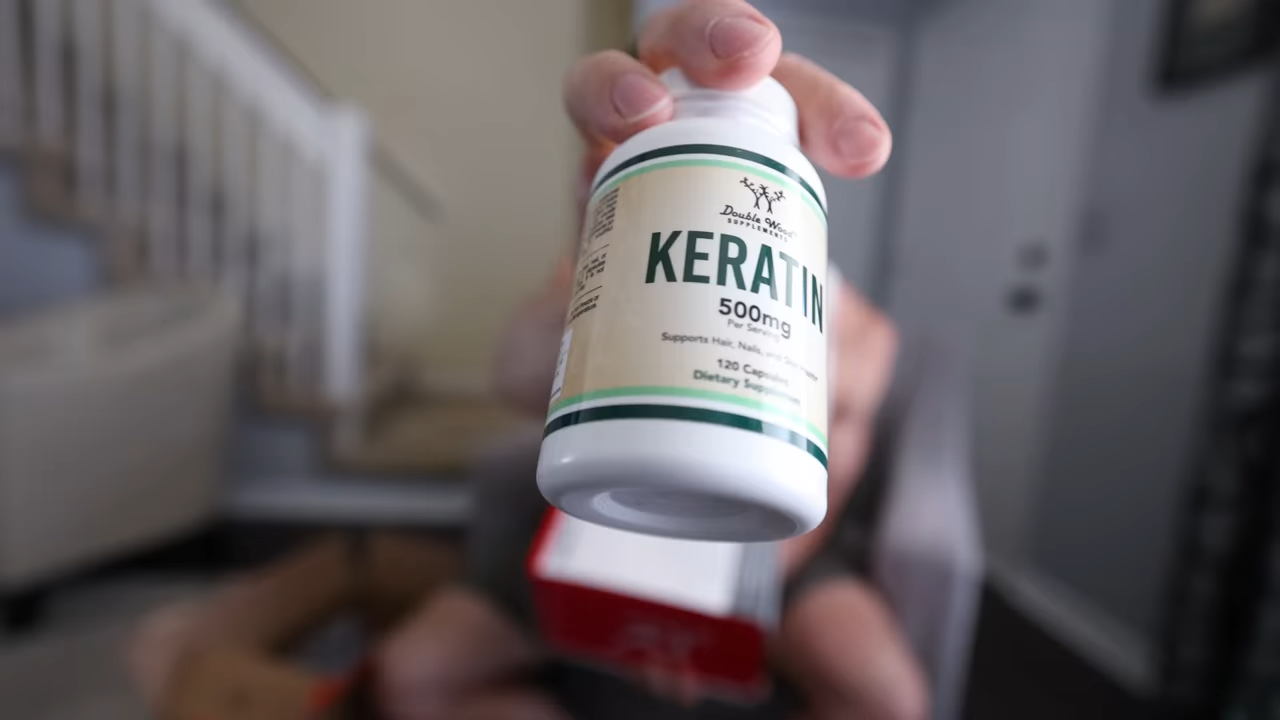 Double Wood
SUPPLEMENTS
KERATIN
500mg
Per Serving
Supports Hair, Nails, and
120 Capsules
Dietary Supplement